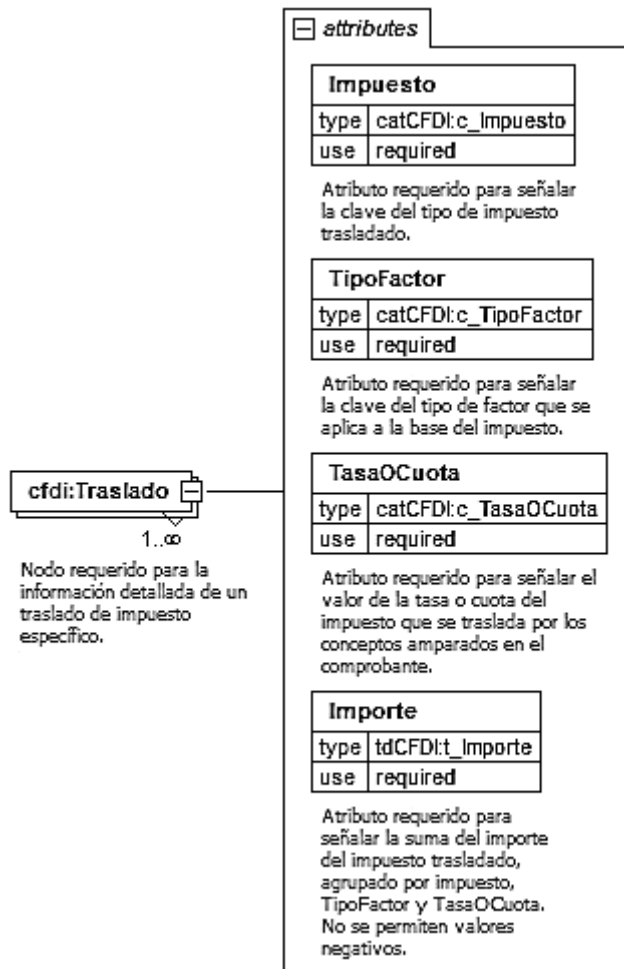 attributes
Impuesto
type catCFDI:c_Impuesto
use required
Atributo requerido para señalar
la clave del tipo de impuesto
trasladado.
TipoFactor
type catCFDI:c_TipoFactor
use required
Atributo requerido para señalar
la clave del tipo de factor que se
aplica a la base del impuesto.
cfdi:Traslado
1..∞
Nodo requerido para la
información detallada de un
traslado de impuesto
específico.
TasaOCuota
type catCFDI:c_TasaOCuota
use required
Atributo requerido para señalar el
valor de la tasa o cuota del
impuesto que se traslada por los
conceptos amparados en el
comprobante.
Importe
type tdCFDI:t_Importe
use required
Atributo requerido para
señalar la suma del importe
del impuesto trasladado,
agrupado por impuesto,
TipoFactor y TasaOCuota.
No se permiten valores
negativos.